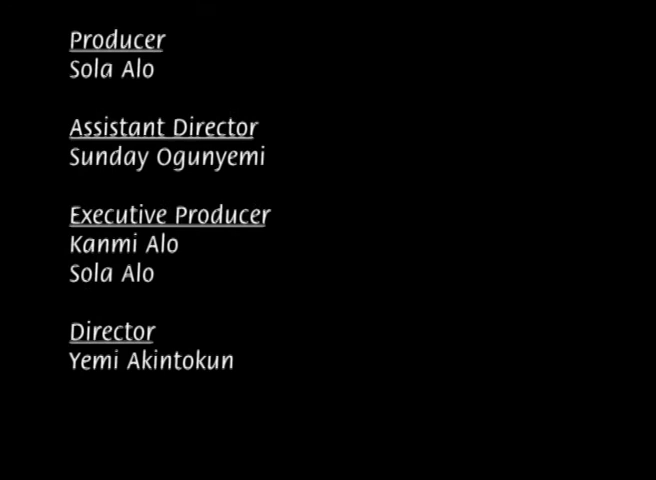 Producer
Sola Alo
Assistant Director
Sunday Ogunyemi
Executive Producer
Kanmi Alo
Sola Alo
Director
Yemi Akintokun